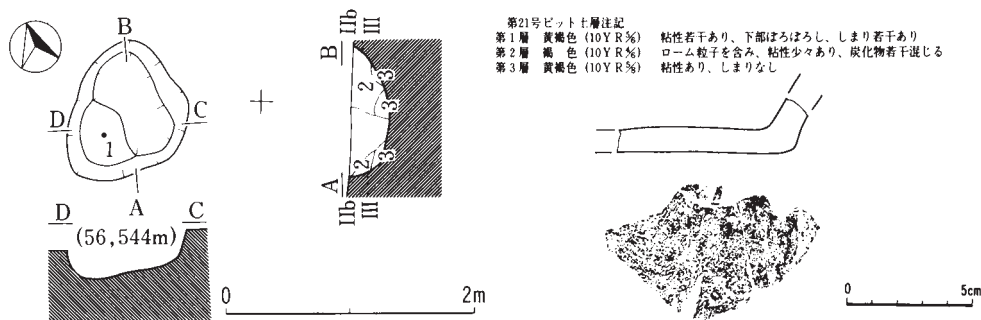 第21号ピット土層注記
第1層 黄褐色 (10YR⅝) 粘性若干あり、下部ぼろぼろし、しまり若干あり
第2層 褐色 (10YR) ローム粒子を含み、粘性少々あり、炭化物若干混じる
第3層 黄褐色 (10YR⅝) 粘性あり、しまりなし
B
D
C
1
A
B
IIb
III
3
2
3
2
3
A
IIb
III
D
C
(56,544m)
0 2m
0 5cm